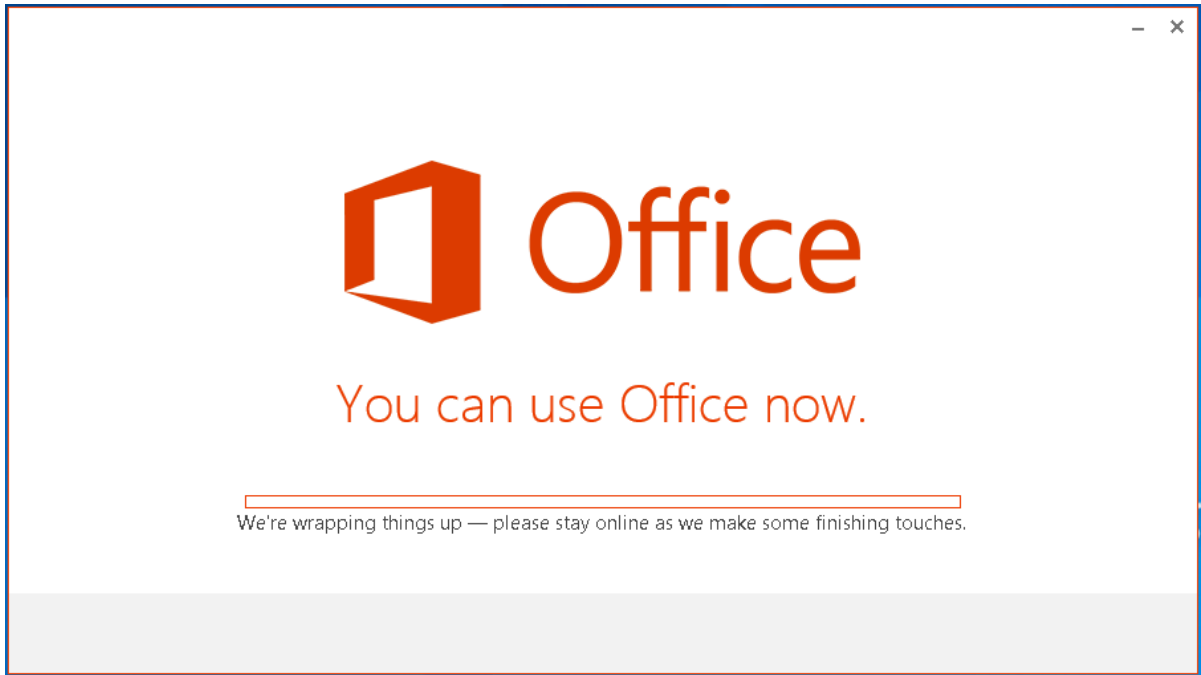 Office
You can use Office now.
We're wrapping things up — please stay online as we make some finishing touches.